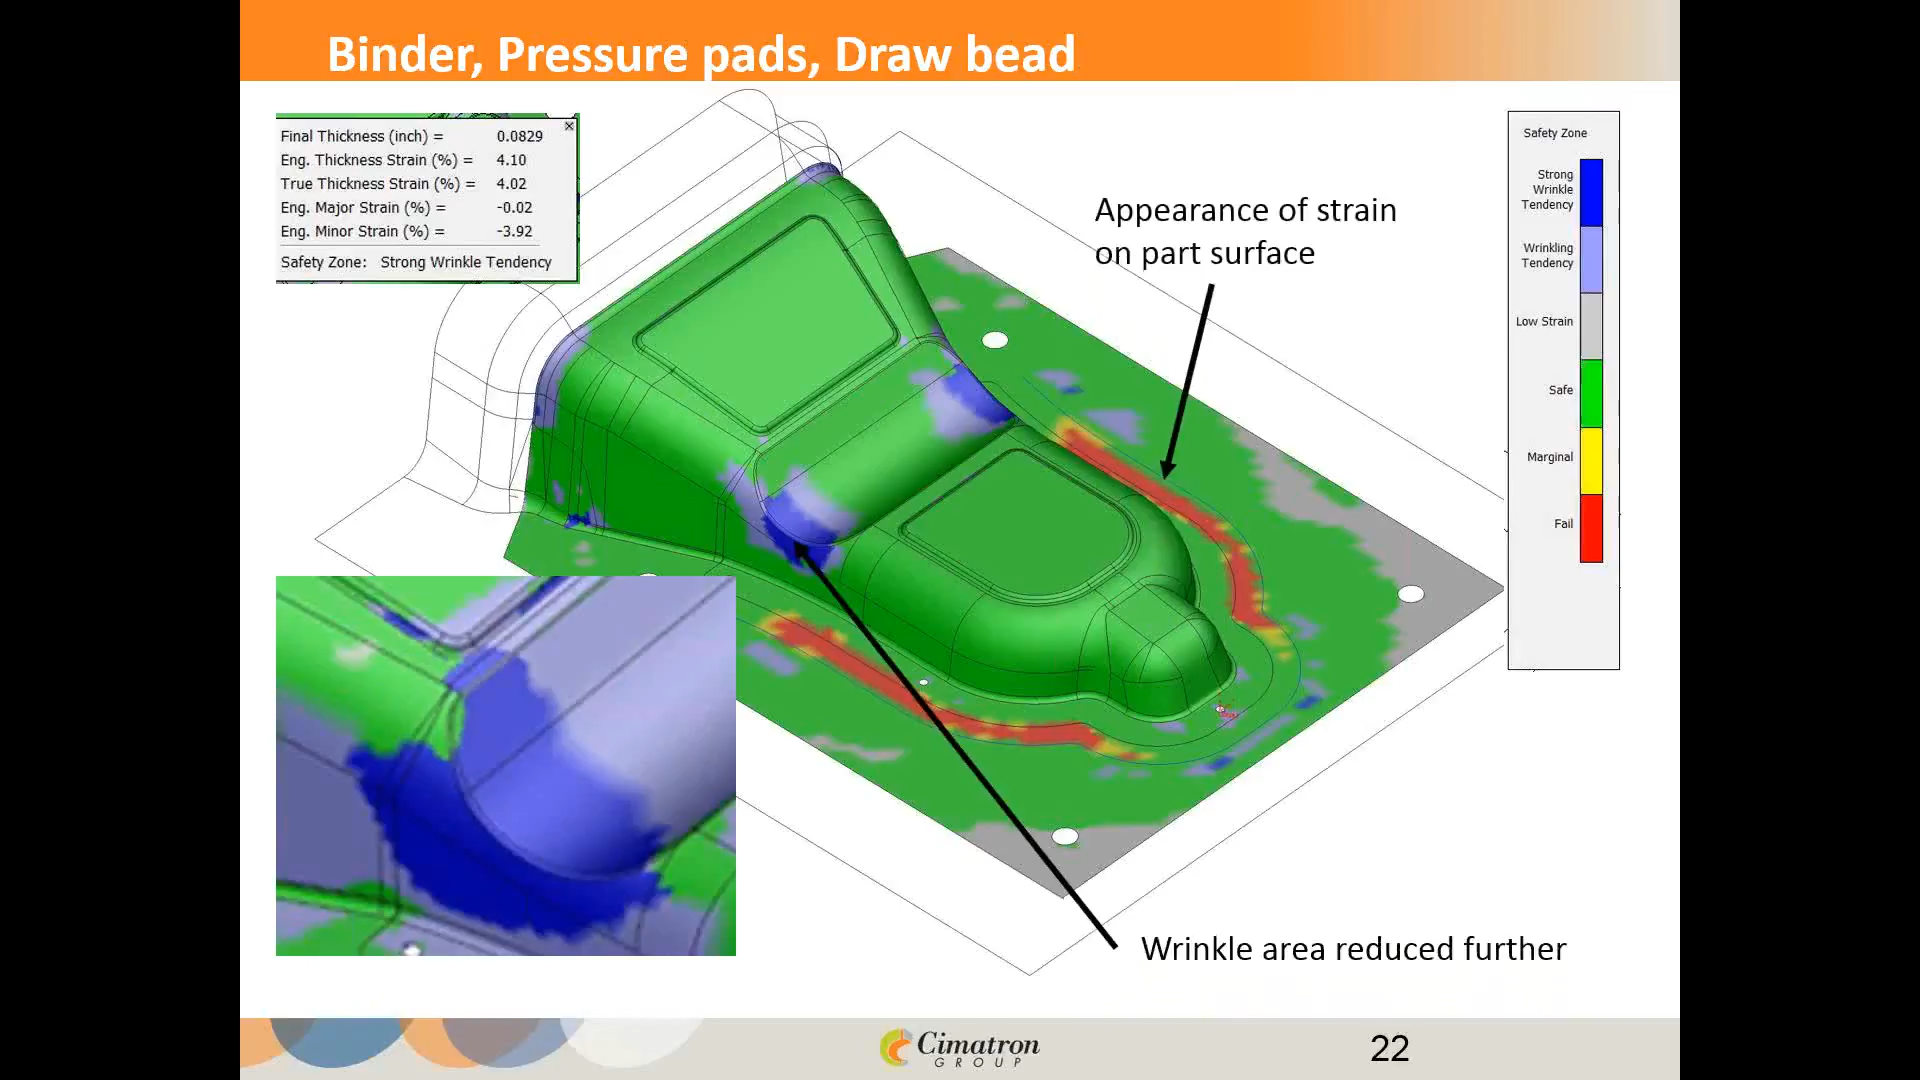 Binder, Pressure pads, Draw bead
Final Thickness (inch) = 0.0829
Eng. Thickness Strain (%) = 4.10
True Thickness Strain (%) = 4.02
Eng. Major Strain (%) = -0.02
Eng. Minor Strain (%) = -3.92
Safety Zone: Strong Wrinkle Tendency
Appearance of strain
on part surface
Safety Zone
Strong
Wrinkle
Tendency
Wrinkling
Tendency
Low Strain
Safe
Marginal
Fail
Wrinkle area reduced further
Cimatron
GROUP
22